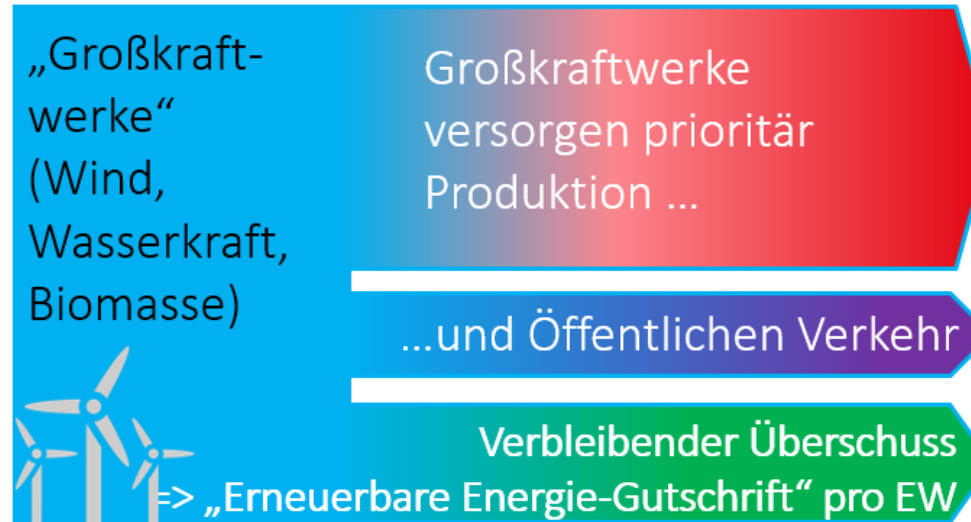 „Großkraft-
werke“
(Wind,
Wasserkraft,
Biomasse)
Großkraftwerke
versorgen prioritär
Produktion …
…und Öffentlichen Verkehr
Verbleibender Überschuss
=> „Erneuerbare Energie-Gutschrift“ pro EW